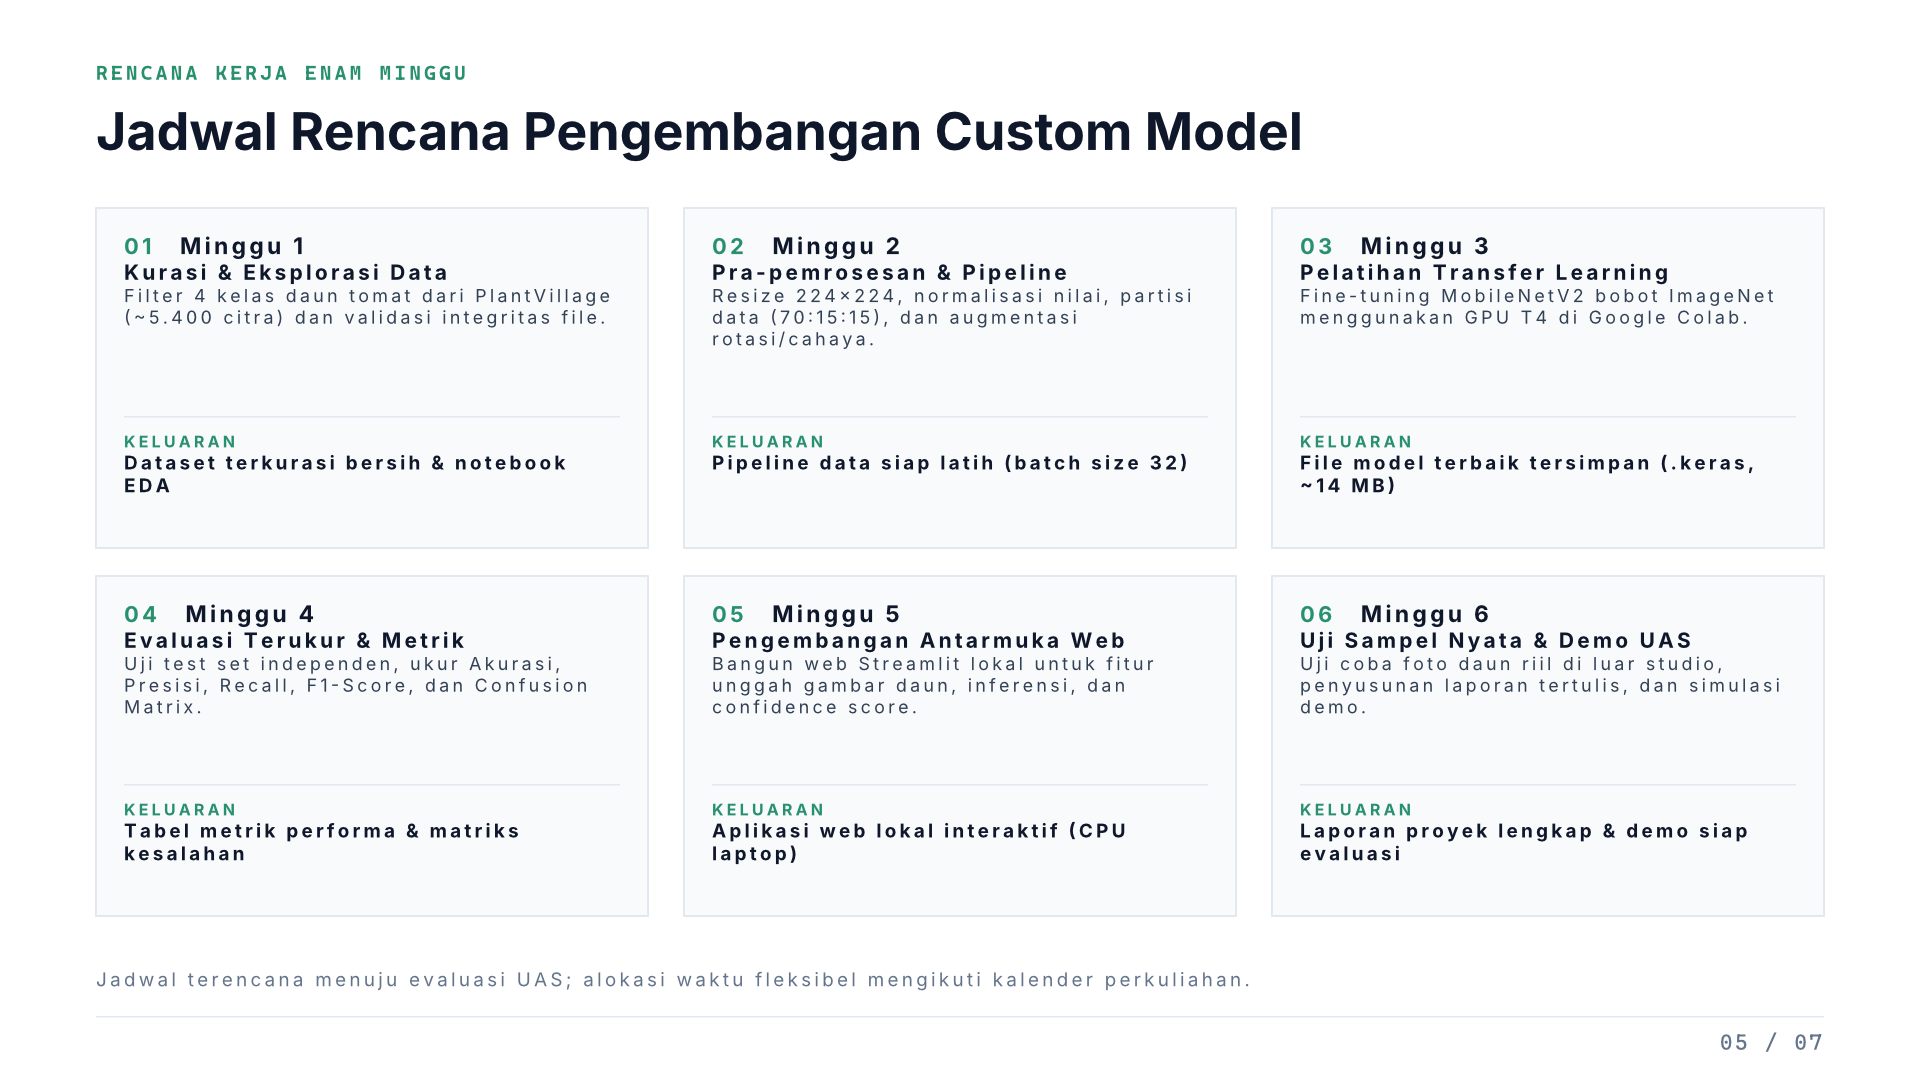 RENCANA KERJA ENAM MINGGU
Jadwal Rencana Pengembangan Custom Model
01 Minggu 1
Kurasi & Eksplorasi Data
Filter 4 kelas daun tomat dari PlantVillage
(~5.400 citra) dan validasi integritas file.
KELUARAN
Dataset terkurasi bersih & notebook
EDA
02 Minggu 2
Pra-pemrosesan & Pipeline
Resize 224×224, normalisasi nilai, partisi
data (70:15:15), dan augmentasi
rotasi/cahaya.
KELUARAN
Pipeline data siap latih (batch size 32)
03 Minggu 3
Pelatihan Transfer Learning
Fine-tuning MobileNetV2 bobot ImageNet
menggunakan GPU T4 di Google Colab.
KELUARAN
File model terbaik tersimpan (.keras,
~14 MB)
04 Minggu 4
Evaluasi Terukur & Metrik
Uji test set independen, ukur Akurasi,
Presisi, Recall, F1-Score, dan Confusion
Matrix.
KELUARAN
Tabel metrik performa & matriks
kesalahan
05 Minggu 5
Pengembangan Antarmuka Web
Bangun web Streamlit lokal untuk fitur
unggah gambar daun, inferensi, dan
confidence score.
KELUARAN
Aplikasi web lokal interaktif (CPU
laptop)
06 Minggu 6
Uji Sampel Nyata & Demo UAS
Uji coba foto daun riil di luar studio,
penyusunan laporan tertulis, dan simulasi
demo.
KELUARAN
Laporan proyek lengkap & demo siap
evaluasi
Jadwal terencana menuju evaluasi UAS; alokasi waktu fleksibel mengikuti kalender perkuliahan.
05 / 07